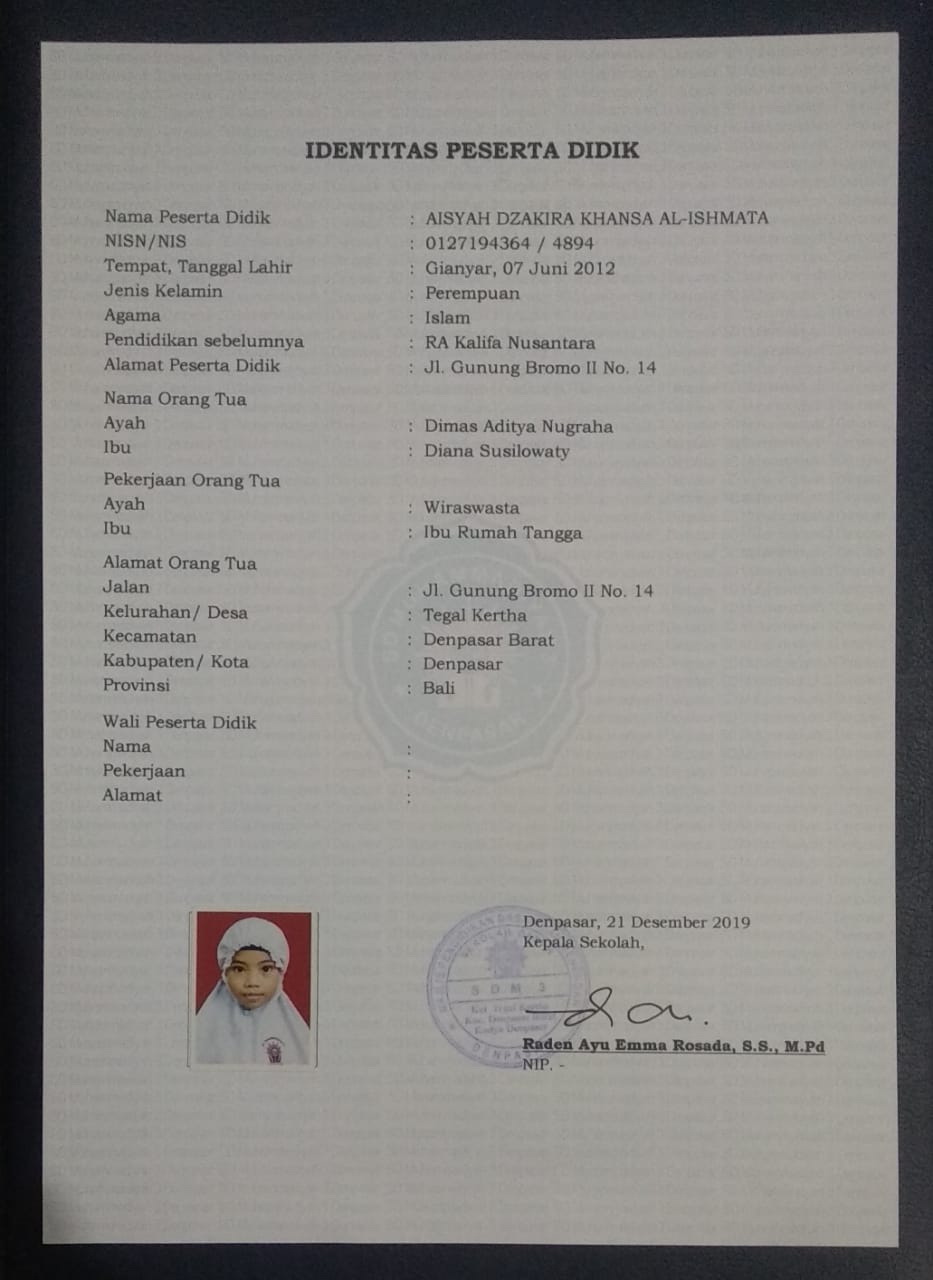 IDENTITAS PESERTA DIDIK
Nama Peserta Didik : AISYAH DZAKIRA KHANSA AL-ISHMATA
NISN/NIS : 0127194364 / 4894
Tempat, Tanggal Lahir : Gianyar, 07 Juni 2012
Jenis Kelamin : Perempuan
Agama : Islam
Pendidikan sebelumnya : RA Kalifa Nusantara
Alamat Peserta Didik : Jl. Gunung Bromo II No. 14
Nama Orang Tua
Ayah : Dimas Aditya Nugraha
Ibu : Diana Susilowaty
Pekerjaan Orang Tua
Ayah : Wiraswasta
Ibu : Ibu Rumah Tangga
Alamat Orang Tua
Jalan : Jl. Gunung Bromo II No. 14
Kelurahan/ Desa : Tegal Kertha
Kecamatan : Denpasar Barat
Kabupaten/ Kota : Denpasar
Provinsi : Bali
Wali Peserta Didik
Nama :
Pekerjaan :
Alamat :
Denpasar, 21 Desember 2019
Kepala Sekolah,
S D M 3
Raden Ayu Emma Rosada, S.S., M.Pd
NIP. -